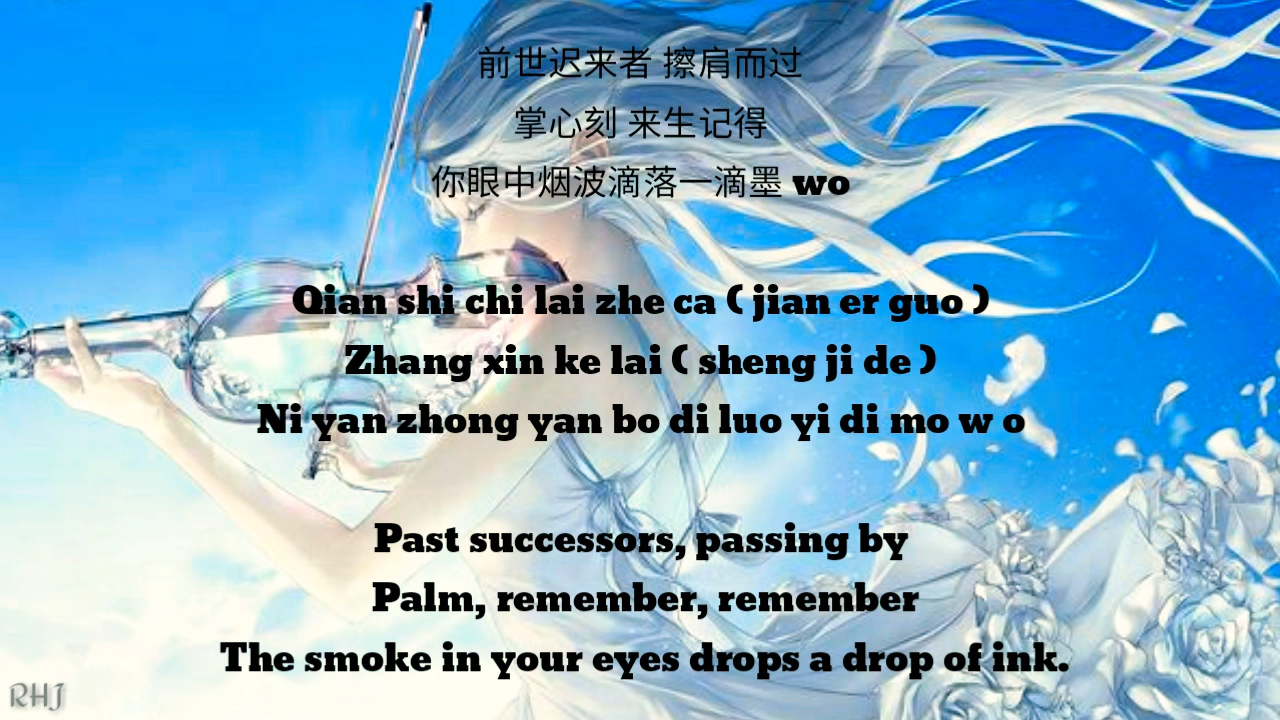 前世迟来者 擦肩而过
掌心刻 来生记得
你眼中烟波滴落一滴墨 wo
Qian shi chi lai zhe ca ( jian er guo )
Zhang xin ke lai ( sheng ji de )
Ni yan zhong yan bo di luo yi di mo w o
Past successors, passing by
Palm, remember, remember
The smoke in your eyes drops a drop of ink.
RHJ